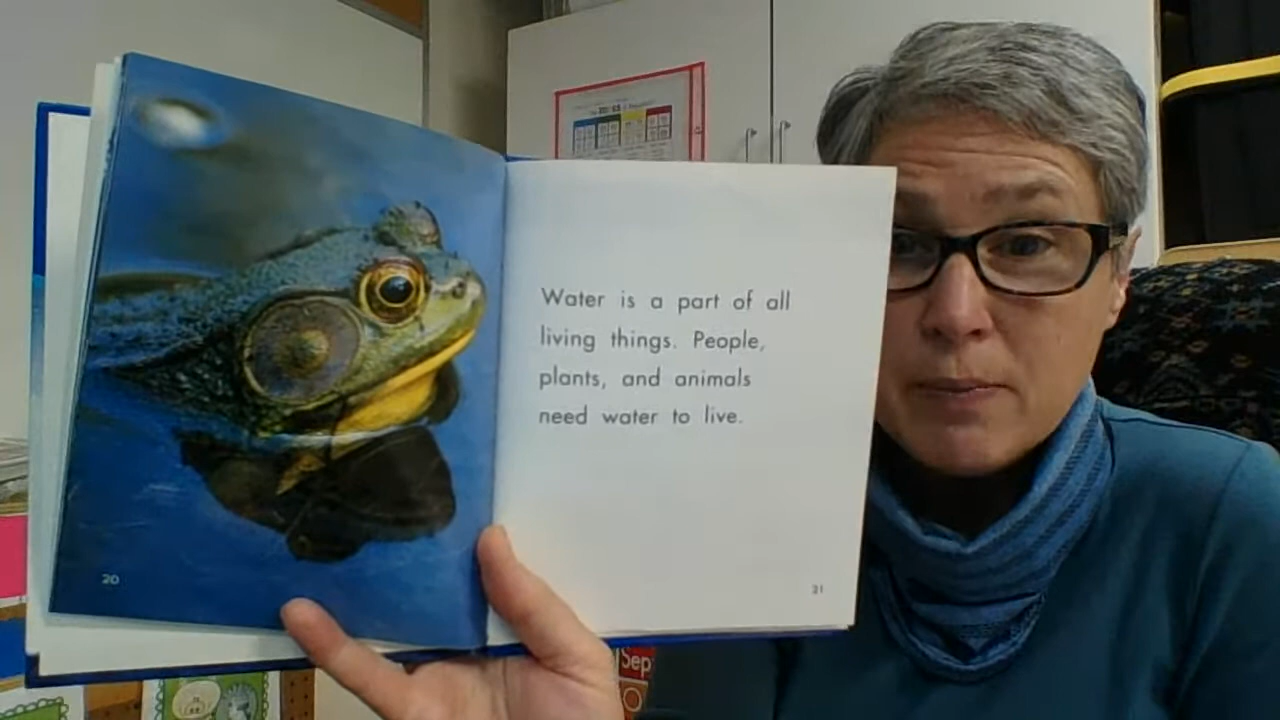 Water is a part of all
living things. People,
plants, and animals
need water to live.
20
21
Sep